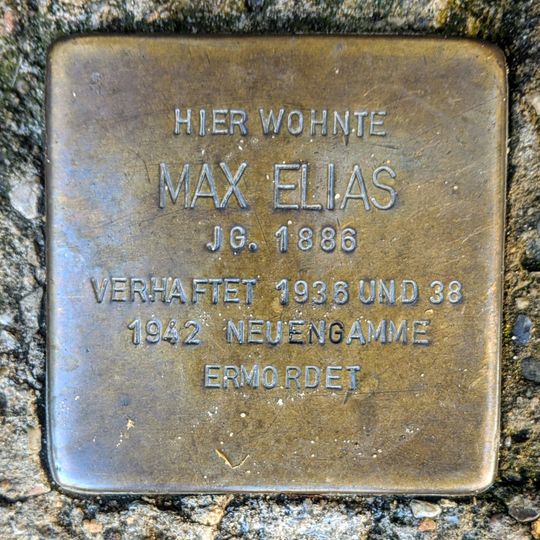 HIER WOHNTE
MAX ELIAS
JG. 1886
VERHAFTET 1936 UND 38
1942 NEUENGAMME
ERMORDET